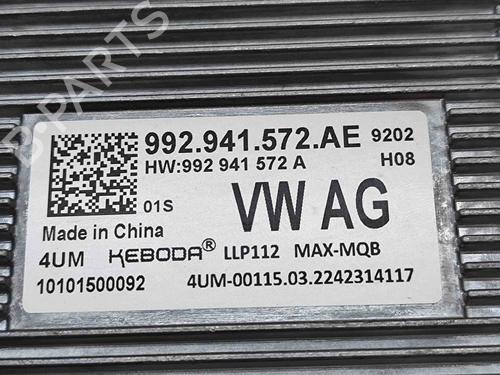 B-PARTS
992.941.572.AE 9202
HW:992 941 572 A H08
01S VW AG
Made in China
4UM KEBODA® LLP112 MAX-MQB
10101500092 4UM-00115.03.2242314117